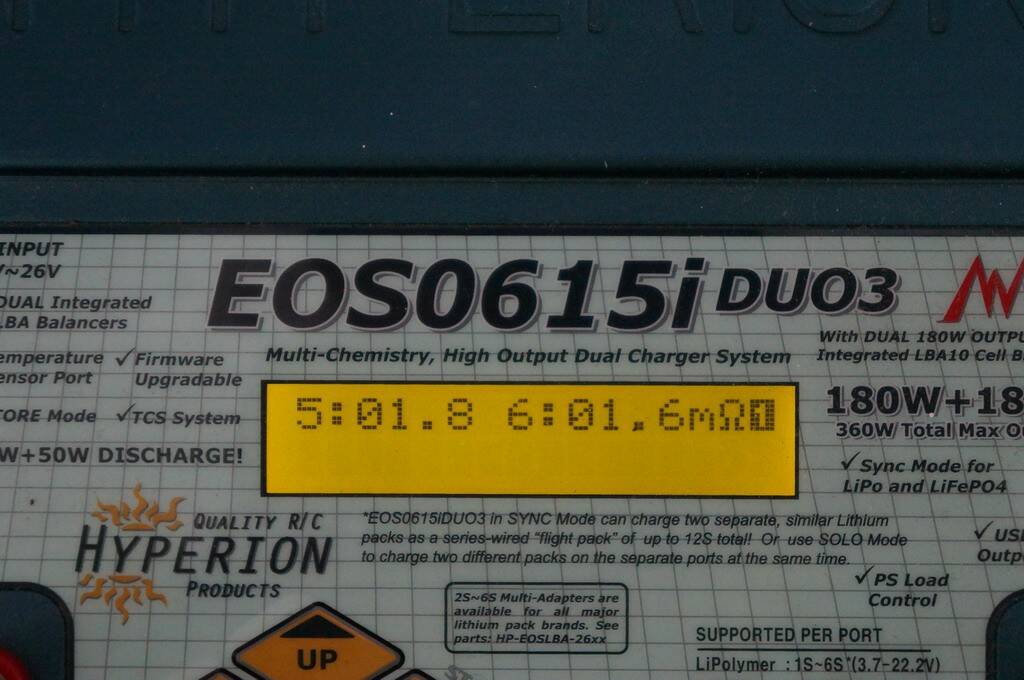 HYPERION
INPUT
V~26V
EOS0615i DUO3
DUAL Integrated
LBA Balancers
With DUAL 180W
Integrated LBA10 Cell
Multi-Chemistry, High Output Dual Charger System
✓Firmware
Upgradable
Port
Mode
✓TCS System
5:01.8 6:01.6mΩ1
180W+18
360W Total Max
W+50W DISCHARGE!
✓Sync Mode for
LiPo and LiFePO4
QUALITY R/C
HYPERION
PRODUCTS
*EOS0615iDUO3 in SYNC Mode can charge two separate, similar Lithium
packs as a series-wired "flight pack" of up to 12S total! Or use SOLO Mode
to charge two different packs on the separate ports at the same time.
✓PS Load
Control
2S~6S Multi-Adapters are
available for all major
lithium pack brands. See
parts: HP-EOSLBA-26xx
UP
SUPPORTED PER PORT
LiPolymer : 1S~6S (3.7-22.2V)